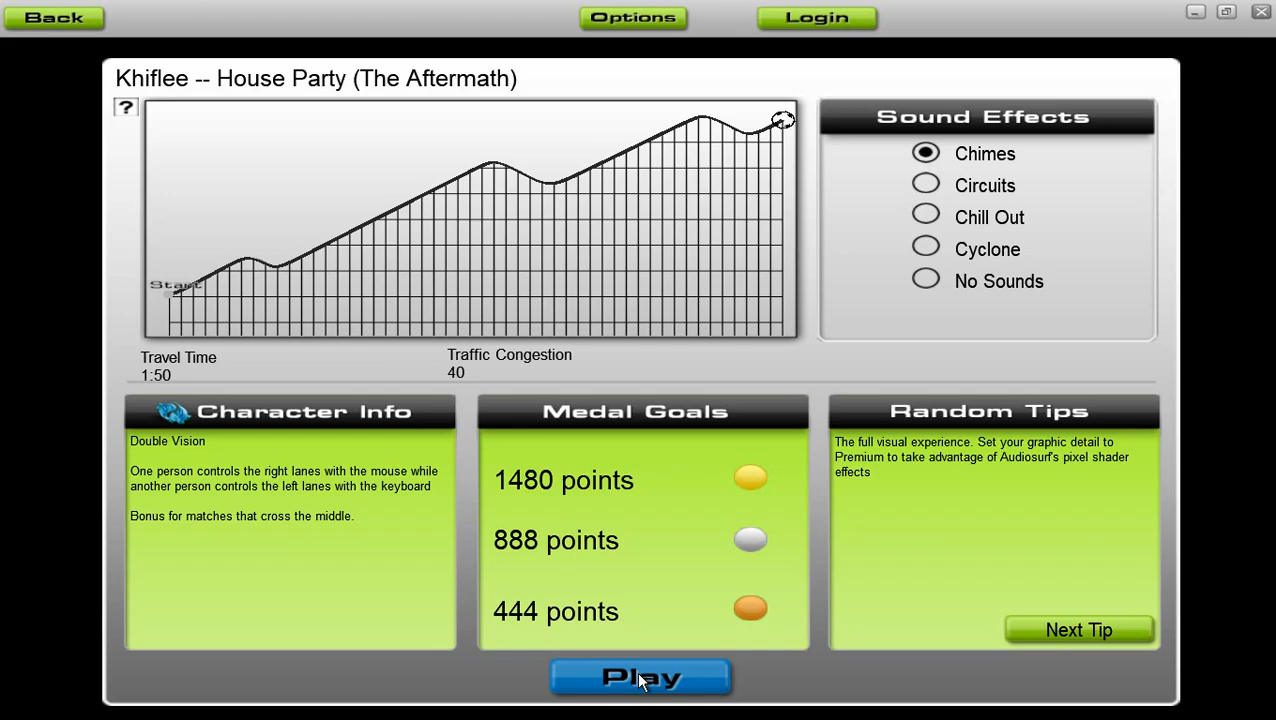 Back
Options
Login
Khiflee -- House Party (The Aftermath)
?
Start
Travel Time
1:50
Traffic Congestion
40
Sound Effects
Chimes
Circuits
Chill Out
Cyclone
No Sounds
Character Info
Double Vision
One person controls the right lanes with the mouse while
another person controls the left lanes with the keyboard
Bonus for matches that cross the middle.
Medal Goals
1480 points
888 points
444 points
Random Tips
The full visual experience. Set your graphic detail to
Premium to take advantage of Audiosurf's pixel shader
effects
Next Tip
Play